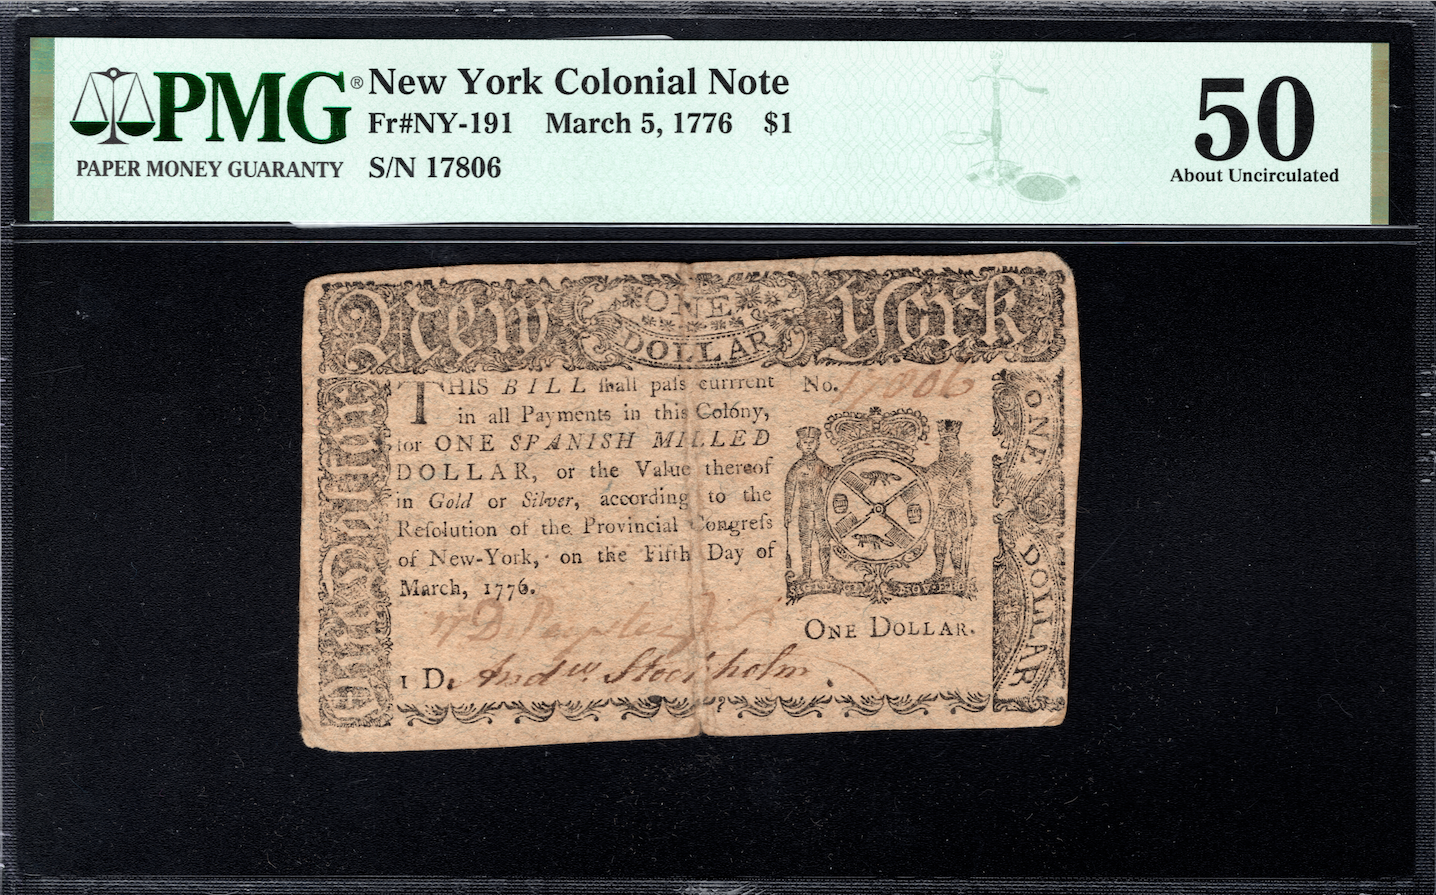 PMG® New York Colonial Note
Fr#NY-191 March 5, 1776 $1
PAPER MONEY GUARANTY S/N 17806
50
About Uncirculated
New ONE DOLLAR York
THIS BILL ſhall paſs currrent
in all Payments in this Colony,
for ONE SPANISH MILLED
DOLLAR, or the Value thereof
in Gold or Silver, according to the
Reſolution of the Provincial Congreſs
of New-York, on the Fifth Day of
March, 1776.
No. 17806
ONE DOLLAR.
1 D. Andw. Stockholm.
ONE DOLLAR